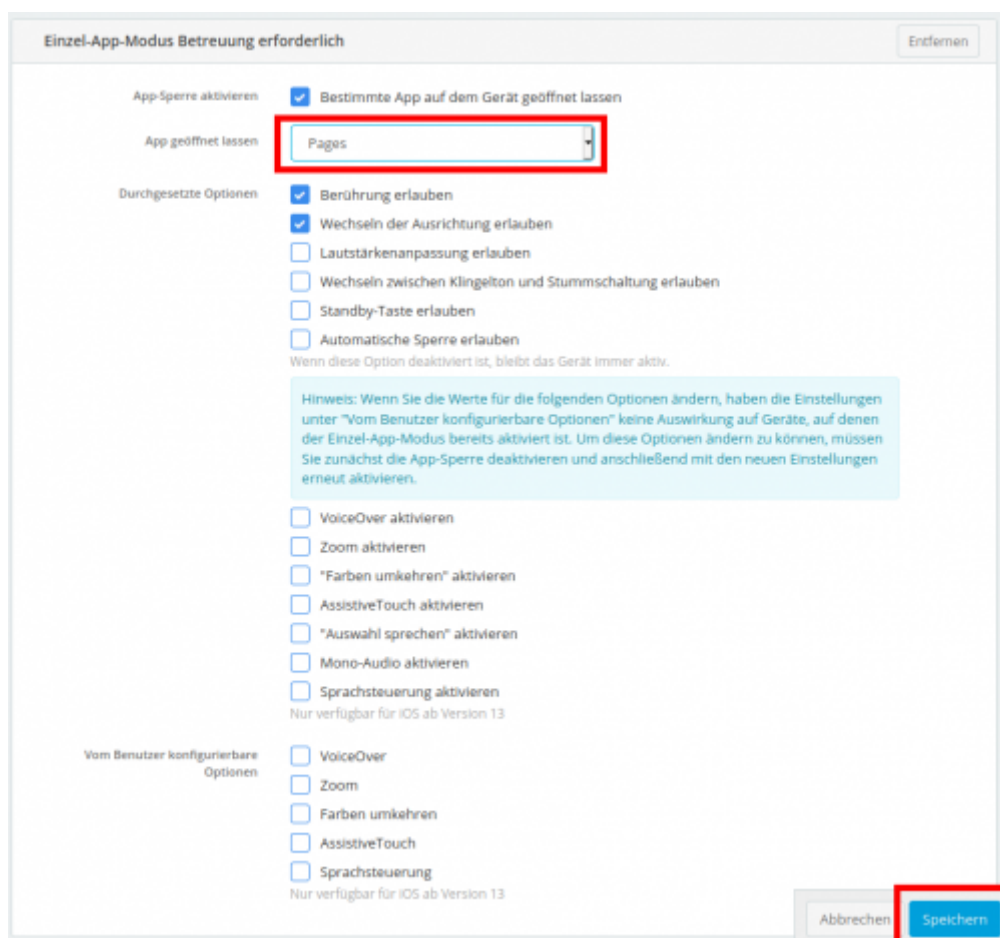 Einzel-App-Modus Betreuung erforderlich
Entfernen
App-Sperre aktivieren
Bestimmte App auf dem Gerät geöffnet lassen
App geöffnet lassen
Pages
Durchgesetzte Optionen
Berührung erlauben
Wechseln der Ausrichtung erlauben
Lautstärkenanpassung erlauben
Wechseln zwischen Klingelton und Stummschaltung erlauben
Standby-Taste erlauben
Automatische Sperre erlauben
Wenn diese Option deaktiviert ist, bleibt das Gerät immer aktiv.
Hinweis: Wenn Sie die Werte für die folgenden Optionen ändern, haben die Einstellungen
unter "Vom Benutzer konfigurierbare Optionen" keine Auswirkung auf Geräte, auf denen
der Einzel-App-Modus bereits aktiviert ist. Um diese Optionen ändern zu können, müssen
Sie zunächst die App-Sperre deaktivieren und anschließend mit den neuen Einstellungen
erneut aktivieren.
VoiceOver aktivieren
Zoom aktivieren
"Farben umkehren" aktivieren
AssistiveTouch aktivieren
"Auswahl sprechen" aktivieren
Mono-Audio aktivieren
Sprachsteuerung aktivieren
Nur verfügbar für iOS ab Version 13
Vom Benutzer konfigurierbare
Optionen
VoiceOver
Zoom
Farben umkehren
AssistiveTouch
Sprachsteuerung
Nur verfügbar für iOS ab Version 13
Abbrechen
Speichern